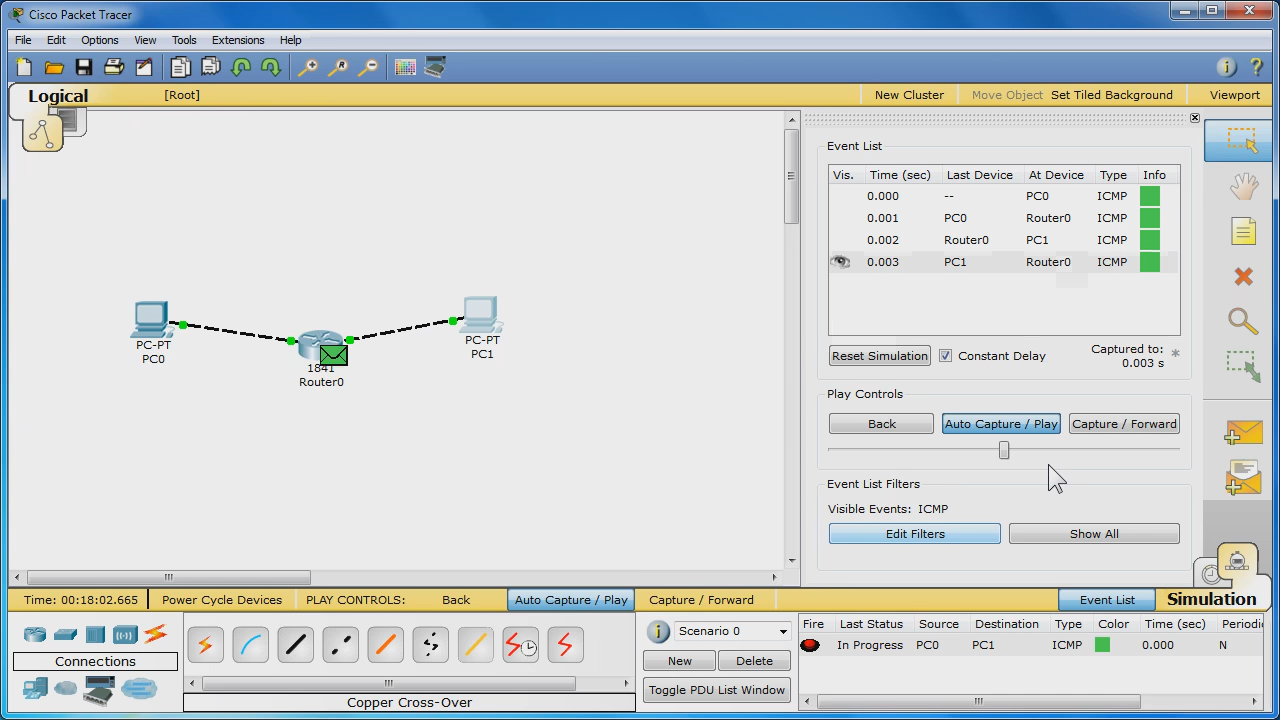 Cisco Packet Tracer
File Edit Options View Tools Extensions Help
Logical [Root] New Cluster Move Object Set Tiled Background Viewport
Event List
Vis. Time (sec) Last Device At Device Type Info
0.000 -- PC0 ICMP
0.001 PC0 Router0 ICMP
0.002 Router0 PC1 ICMP
0.003 PC1 Router0 ICMP
Reset Simulation Constant Delay Captured to: *
0.003 s
Play Controls
Back Auto Capture / Play Capture / Forward
Event List Filters
Visible Events: ICMP
Edit Filters Show All
PC-PT
PC0
1841
Router0
PC-PT
PC1
Time: 00:18:02.665 Power Cycle Devices PLAY CONTROLS: Back Auto Capture / Play Capture / Forward Event List Simulation
Connections
Copper Cross-Over
Scenario 0
New Delete
Toggle PDU List Window
Fire Last Status Source Destination Type Color Time (sec) Periodic
In Progress PC0 PC1 ICMP 0.000 N